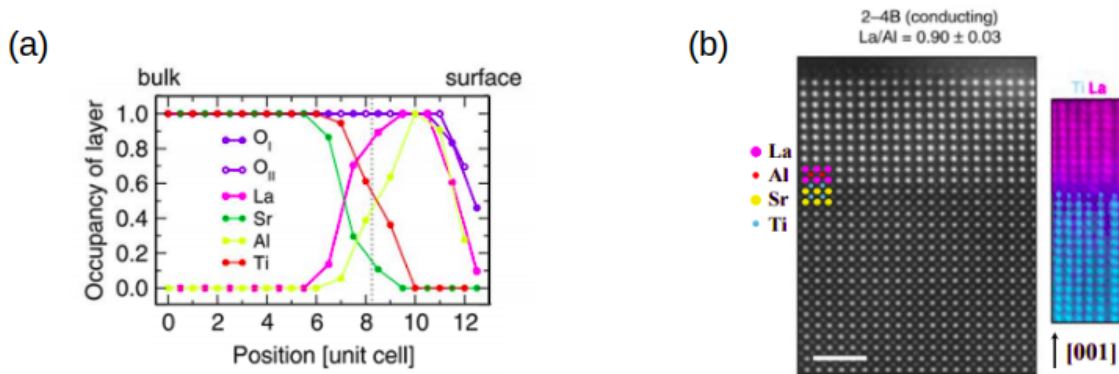 (a)
bulk
surface
Occupancy of layer
1.0
0.8
0.6
0.4
0.2
0.0
O_I
O_II
La
Sr
Al
Ti
0 2 4 6 8 10 12
Position [unit cell]
(b)
2–4B (conducting)
La/Al = 0.90 ± 0.03
La
Al
Sr
Ti
Ti La
[001]